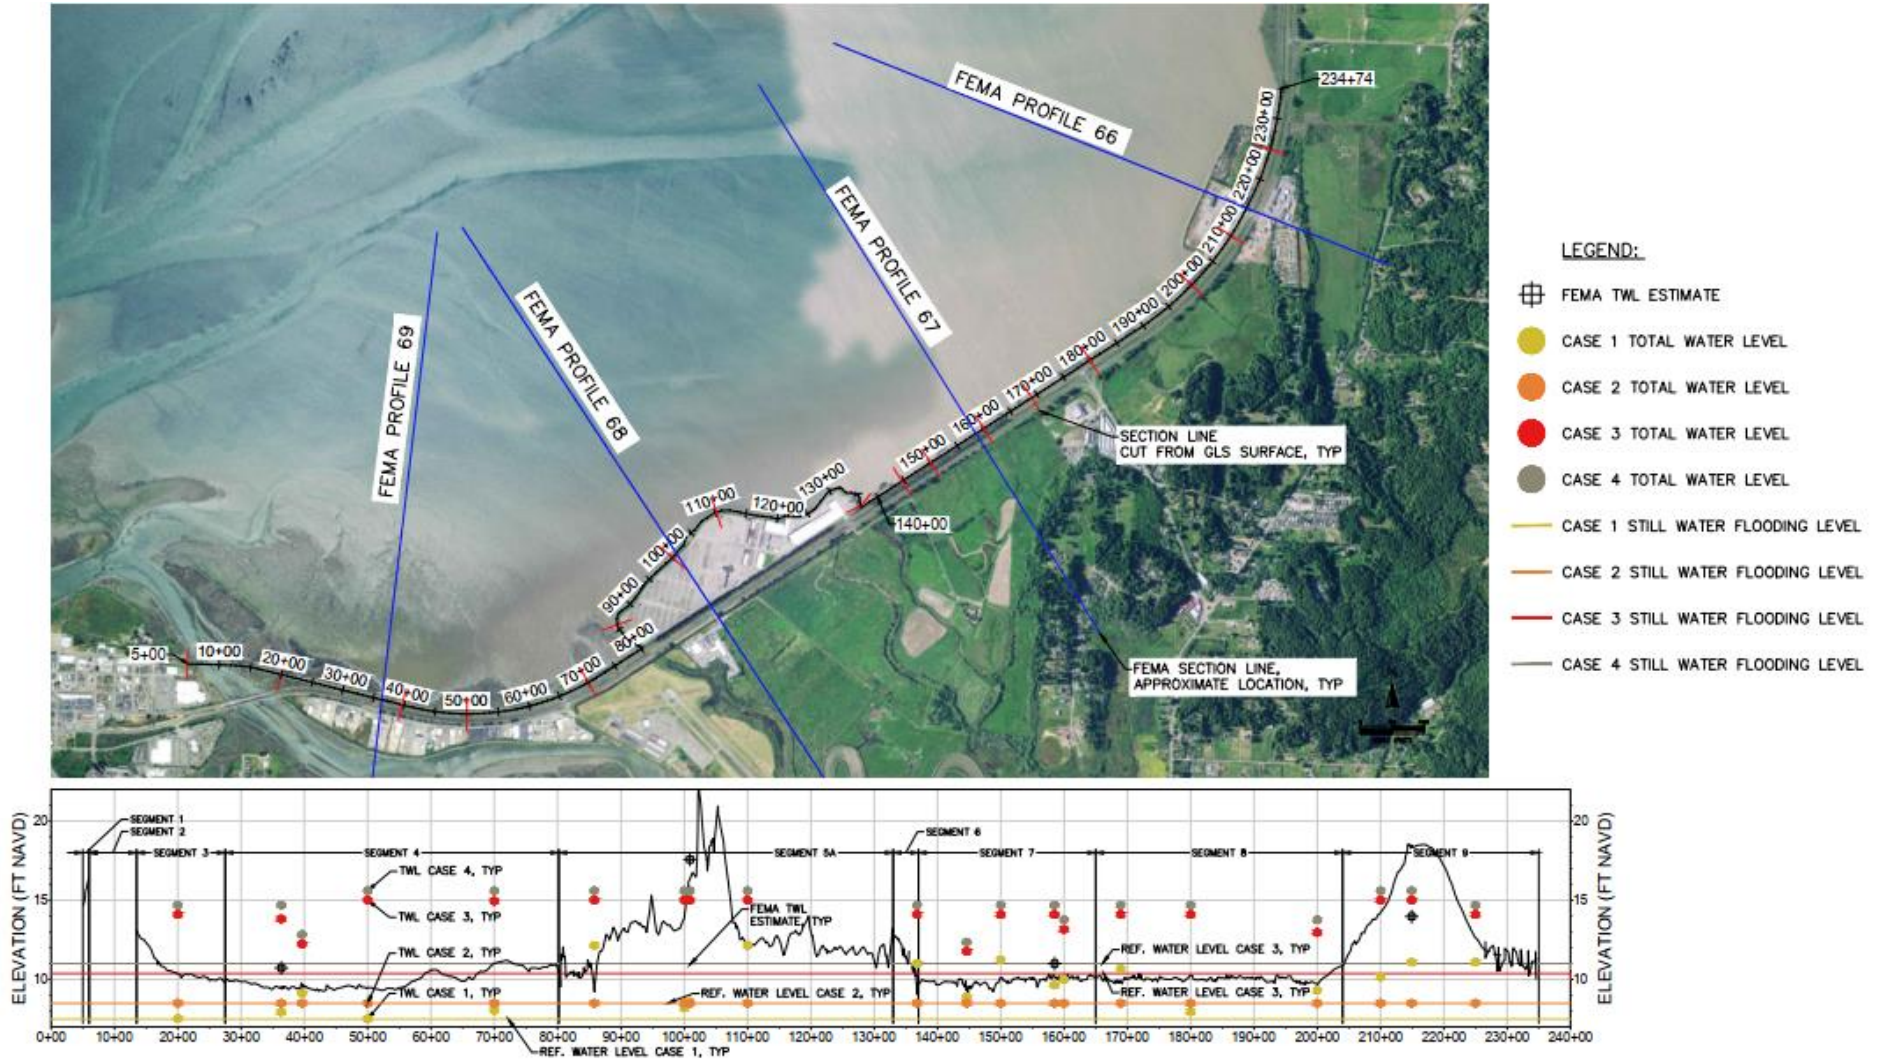 234+74
FEMA PROFILE 66
230+00
220+00
210+00
200+00
190+00
180+00
170+00
160+00
150+00
140+00
130+00
120+00
110+00
100+00
90+00
80+00
70+00
60+00
50+00
40+00
30+00
20+00
10+00
5+00
FEMA PROFILE 67
FEMA PROFILE 68
FEMA PROFILE 69
SECTION LINE
CUT FROM GLS SURFACE, TYP
FEMA SECTION LINE,
APPROXIMATE LOCATION, TYP
LEGEND:
FEMA TWL ESTIMATE
CASE 1 TOTAL WATER LEVEL
CASE 2 TOTAL WATER LEVEL
CASE 3 TOTAL WATER LEVEL
CASE 4 TOTAL WATER LEVEL
CASE 1 STILL WATER FLOODING LEVEL
CASE 2 STILL WATER FLOODING LEVEL
CASE 3 STILL WATER FLOODING LEVEL
CASE 4 STILL WATER FLOODING LEVEL
ELEVATION (FT NAVD)
20
15
10
SEGMENT 1
SEGMENT 2
SEGMENT 3
SEGMENT 4
SEGMENT 5A
SEGMENT 6
SEGMENT 7
SEGMENT 8
SEGMENT 9
TWL CASE 4, TYP
TWL CASE 3, TYP
TWL CASE 2, TYP
TWL CASE 1, TYP
FEMA TWL
ESTIMATE, TYP
REF. WATER LEVEL CASE 2, TYP
REF. WATER LEVEL CASE 3, TYP
REF. WATER LEVEL CASE 3, TYP
REF. WATER LEVEL CASE 1, TYP
20
15
10
ELEVATION (FT NAVD)
0+00 10+00 20+00 30+00 40+00 50+00 60+00 70+00 80+00 90+00 100+00 110+00 120+00 130+00 140+00 150+00 160+00 170+00 180+00 190+00 200+00 210+00 220+00 230+00 240+00